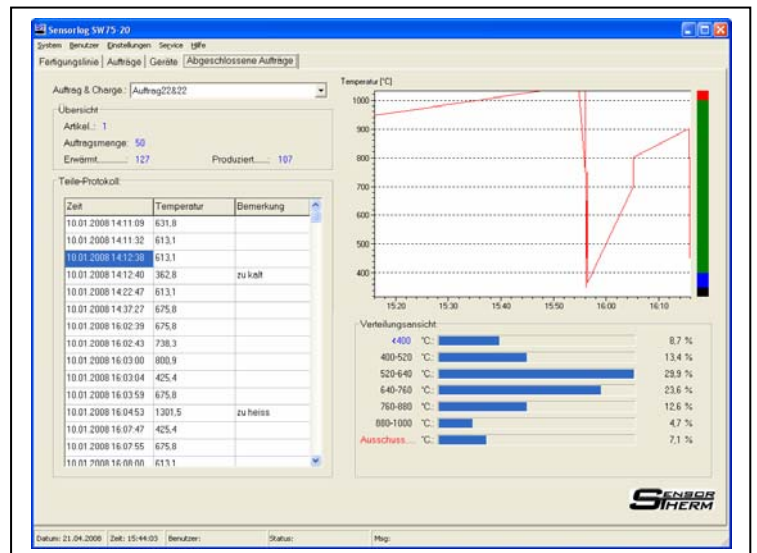 Sensorlog SW75-20
System Benutzer Einstellungen Service Hilfe
Fertigungslinie Aufträge Geräte Abgeschlossene Aufträge
Auftrag & Charge.: Auftrag22&22
Übersicht
Artikel..: 1
Auftragsmenge: 50
Erwärmt..........: 127 Produziert.....: 107
Teile-Protokoll:
Zeit Temperatur Bemerkung
10.01.2008 14:11:09 631,8
10.01.2008 14:11:32 613,1
10.01.2008 14:12:38 613,1
10.01.2008 14:12:40 362,8 zu kalt
10.01.2008 14:22:47 613,1
10.01.2008 14:37:27 675,8
10.01.2008 16:02:39 675,8
10.01.2008 16:02:43 738,3
10.01.2008 16:03:00 800,9
10.01.2008 16:03:04 425,4
10.01.2008 16:03:59 675,8
10.01.2008 16:04:53 1301,5 zu heiss
10.01.2008 16:07:47 425,4
10.01.2008 16:07:55 675,8
10.01.2008 16:08:00 613,1
Temperatur [°C]
1000
900
800
700
600
500
400
15:20 15:30 15:40 15:50 16:00 16:10
Verteilungsansicht:
<400 °C.: 8,7 %
400-520 °C.: 13,4 %
520-640 °C.: 29,9 %
640-760 °C.: 23,6 %
760-880 °C.: 12,6 %
880-1000 °C.: 4,7 %
Ausschuss.... °C.: 7,1 %
SENSOR
THERM
Datum: 21.04.2008 Zeit: 15:44:03 Benutzer: Status: Msg: